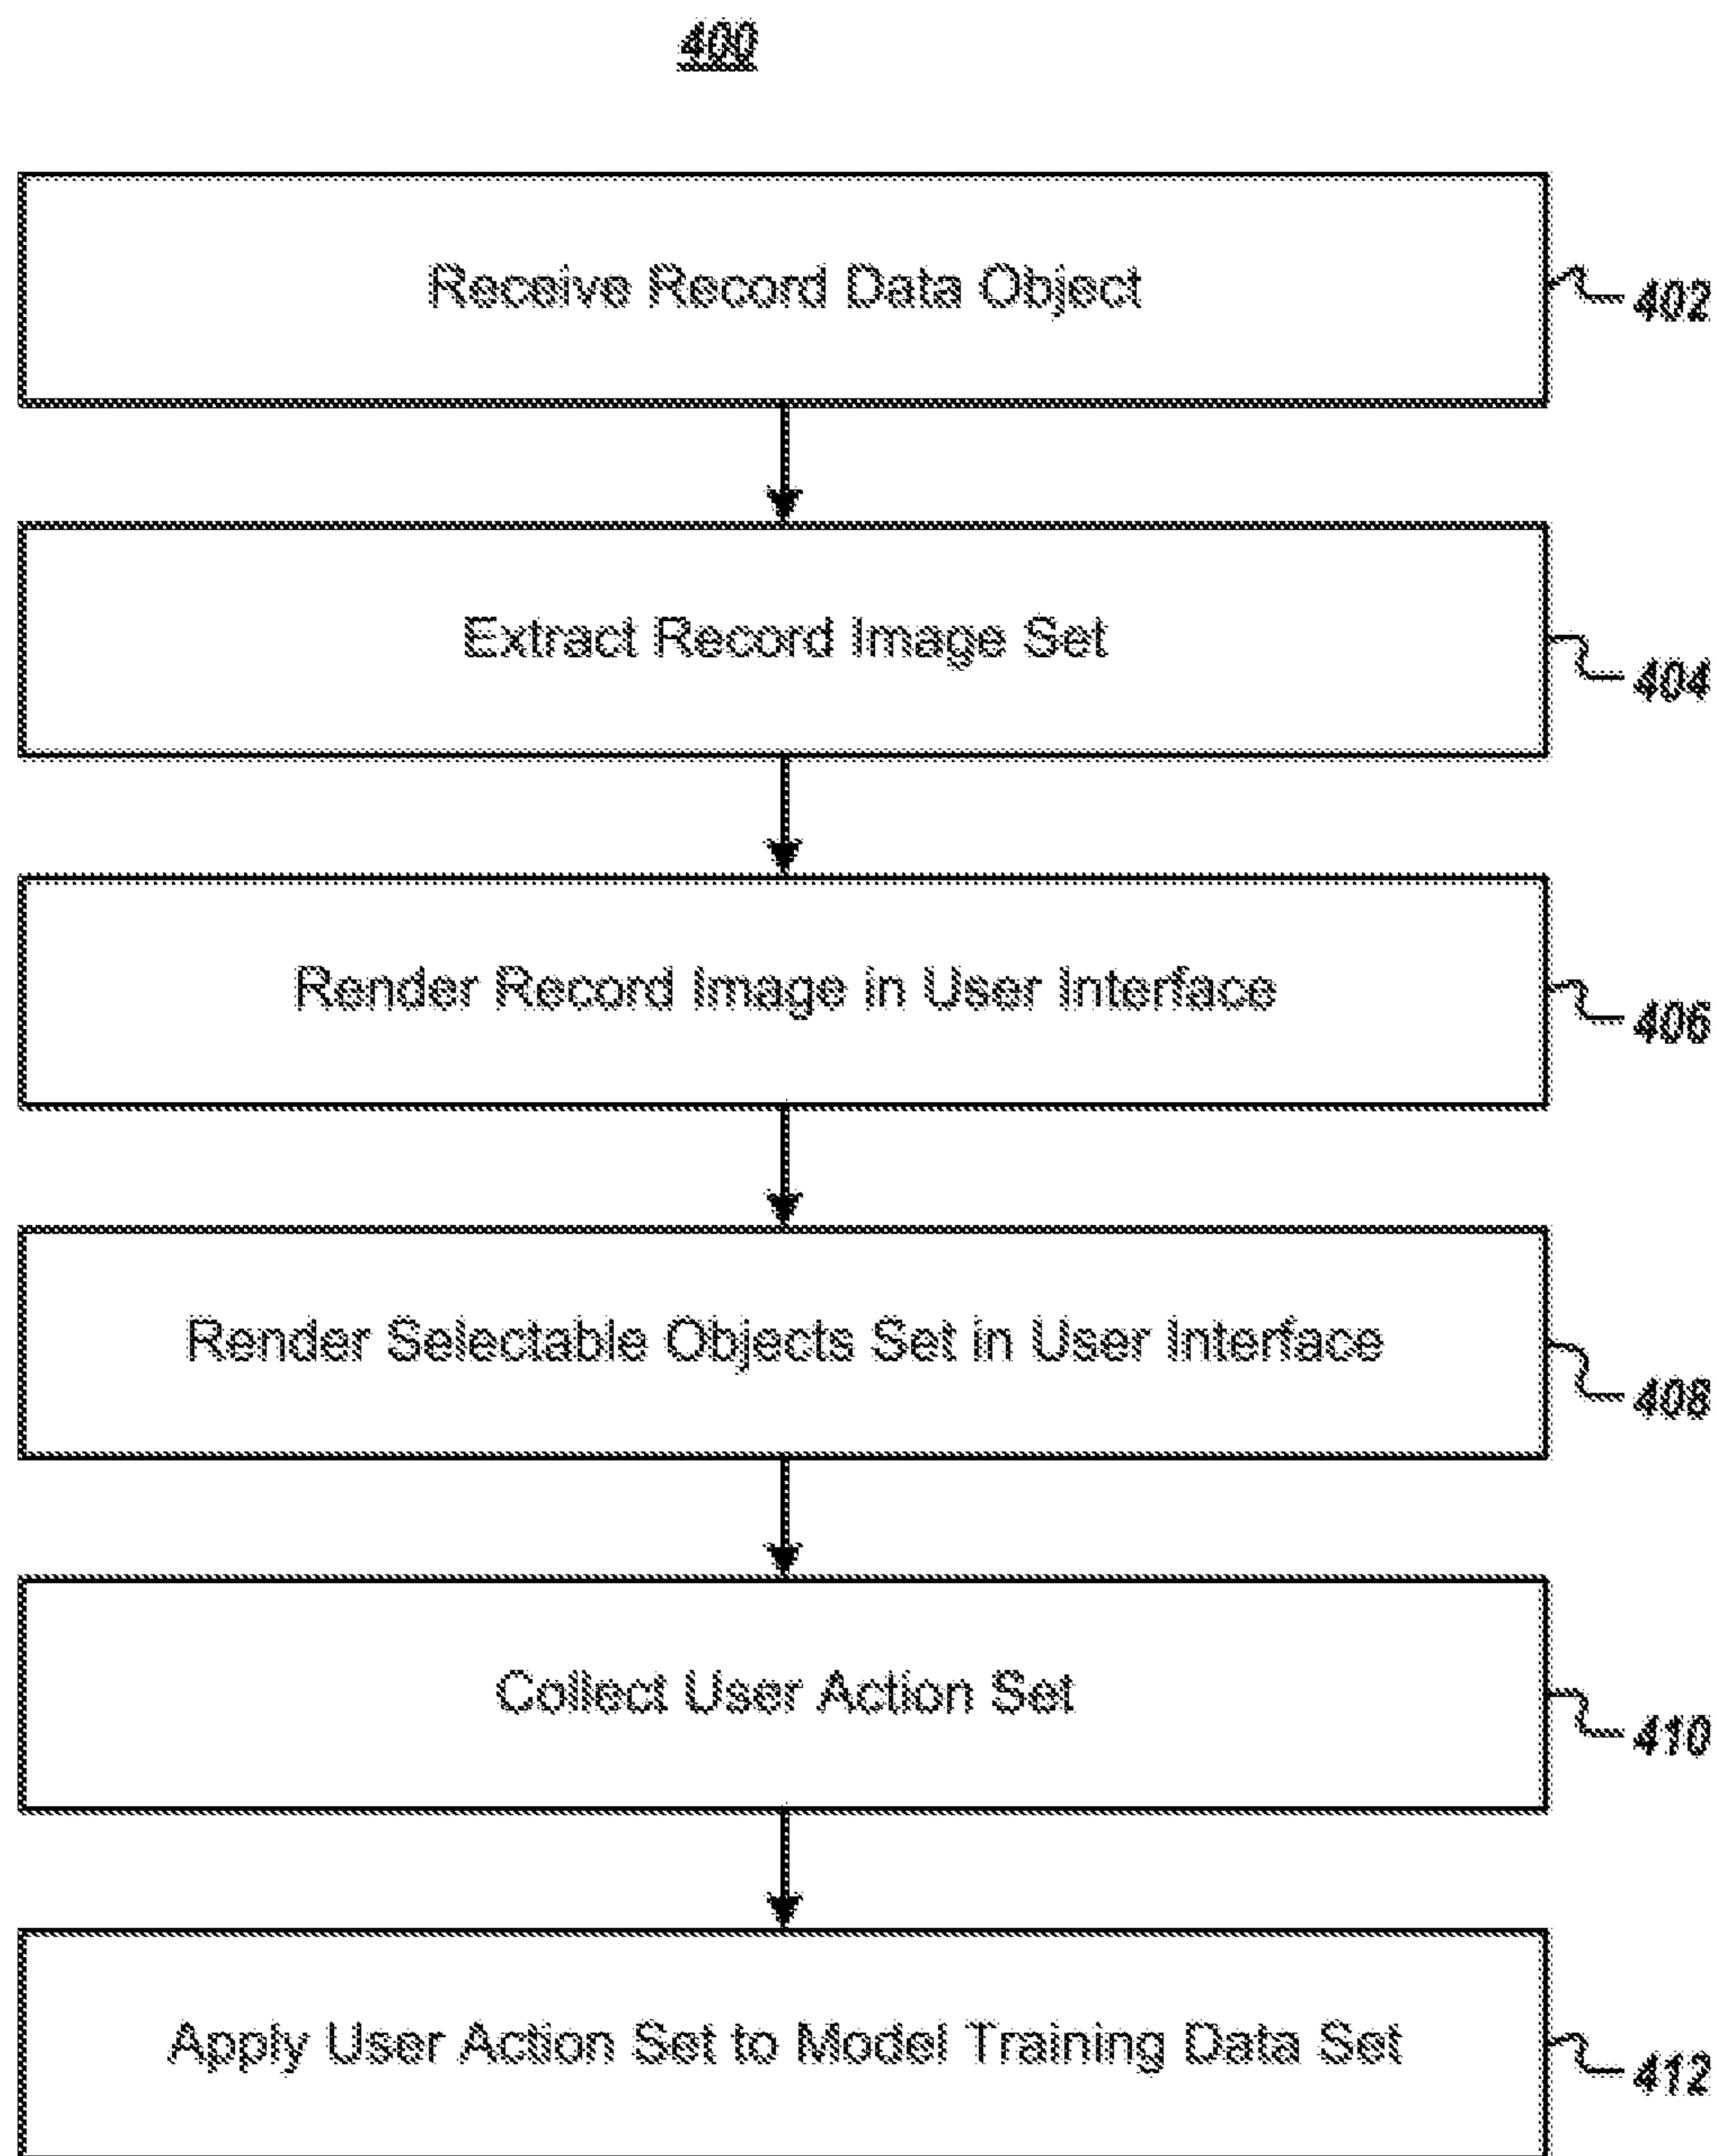 400
Receive Record Data Object
402
Extract Record Image Set
404
Render Record Image in User Interface
406
Render Selectable Objects Set in User Interface
408
Collect User Action Set
410
Apply User Action Set to Model Training Data Set
412